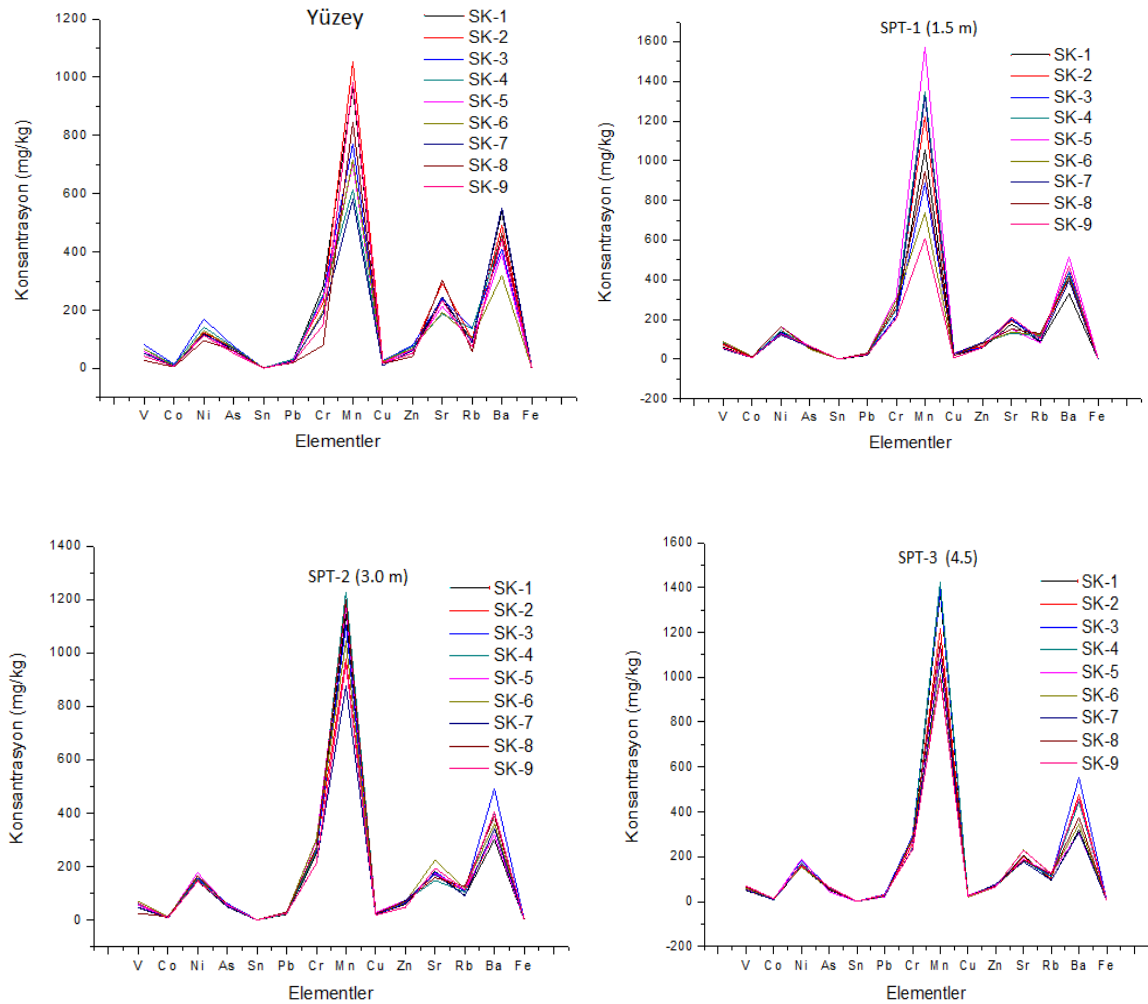 Yüzey
1200
1000
800
600
400
200
0
Konsantrasyon (mg/kg)
SK-1
SK-2
SK-3
SK-4
SK-5
SK-6
SK-7
SK-8
SK-9
V Co Ni As Sn Pb Cr Mn Cu Zn Sr Rb Ba Fe
Elementler
SPT-1 (1.5 m)
1600
1400
1200
1000
800
600
400
200
0
-200
Konsantrasyon (mg/kg)
SK-1
SK-2
SK-3
SK-4
SK-5
SK-6
SK-7
SK-8
SK-9
V Co Ni As Sn Pb Cr Mn Cu Zn Sr Rb Ba Fe
Elementler
SPT-2 (3.0 m)
1400
1200
1000
800
600
400
200
0
Konsantrasyon (mg/kg)
SK-1
SK-2
SK-3
SK-4
SK-5
SK-6
SK-7
SK-8
SK-9
V Co Ni As Sn Pb Cr Mn Cu Zn Sr Rb Ba Fe
Elementler
SPT-3 (4.5)
1600
1400
1200
1000
800
600
400
200
0
-200
Konsantrasyon (mg/kg)
SK-1
SK-2
SK-3
SK-4
SK-5
SK-6
SK-7
SK-8
SK-9
V Co Ni As Sn Pb Cr Mn Cu Zn Sr Rb Ba Fe
Elementler